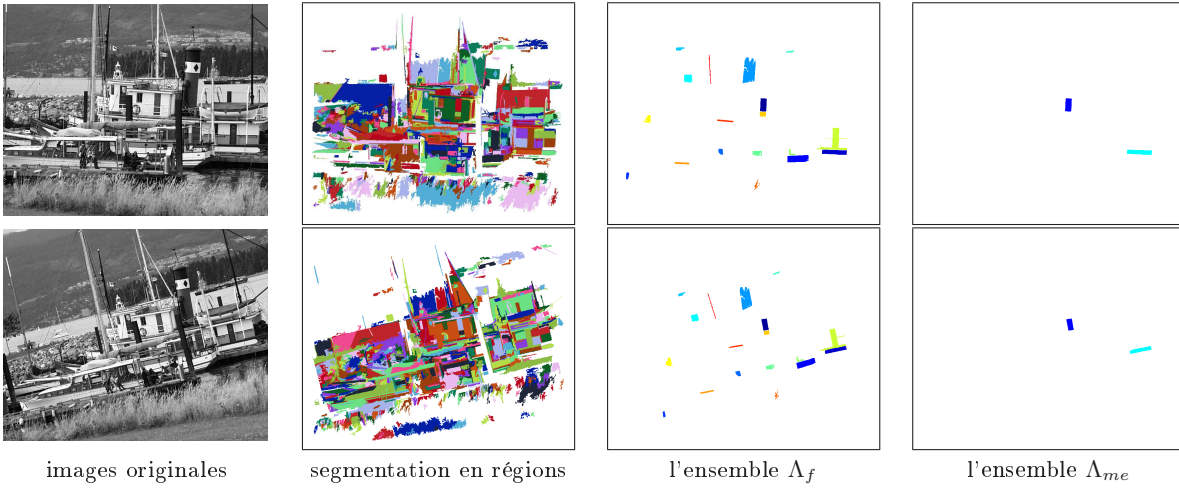 images originales
segmentation en régions
l'ensemble Λ_f
l'ensemble Λ_me